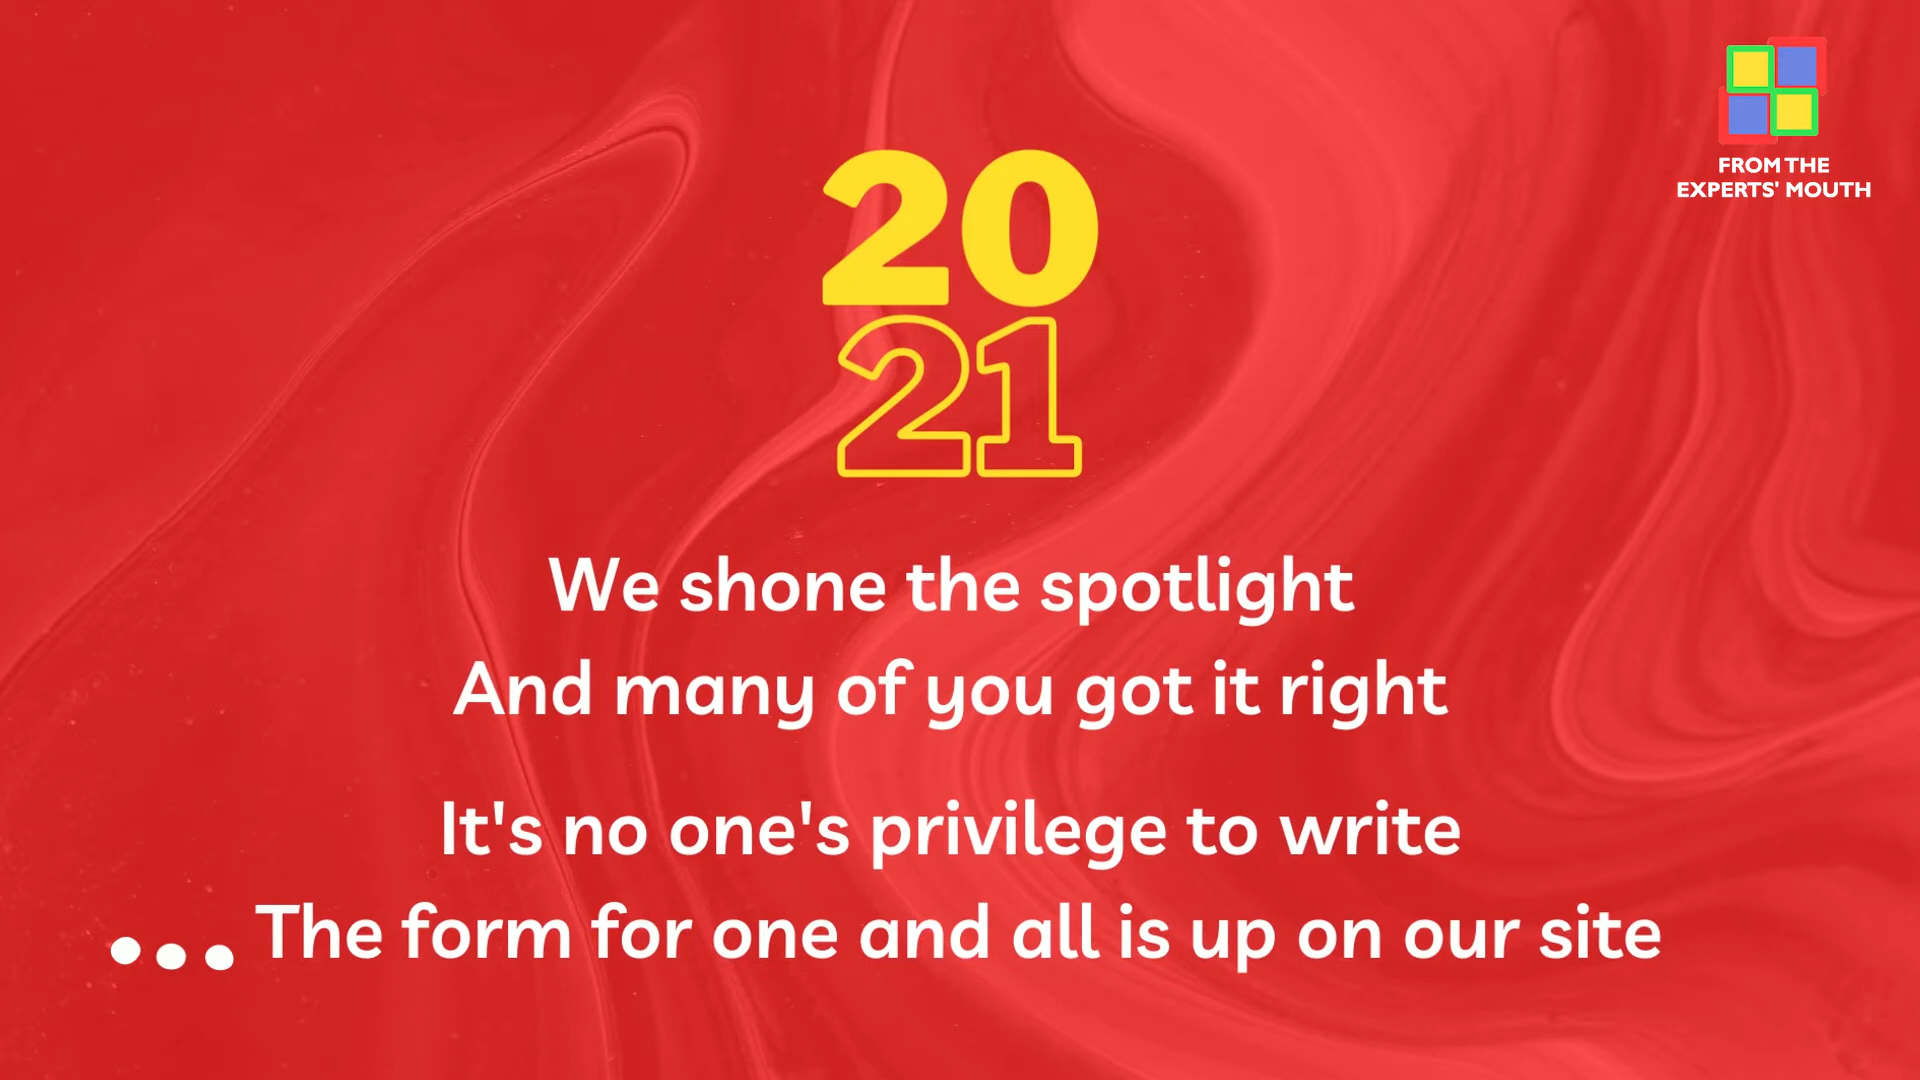 FROM THE
EXPERTS' MOUTH
20
21
We shone the spotlight
And many of you got it right
It's no one's privilege to write
... The form for one and all is up on our site